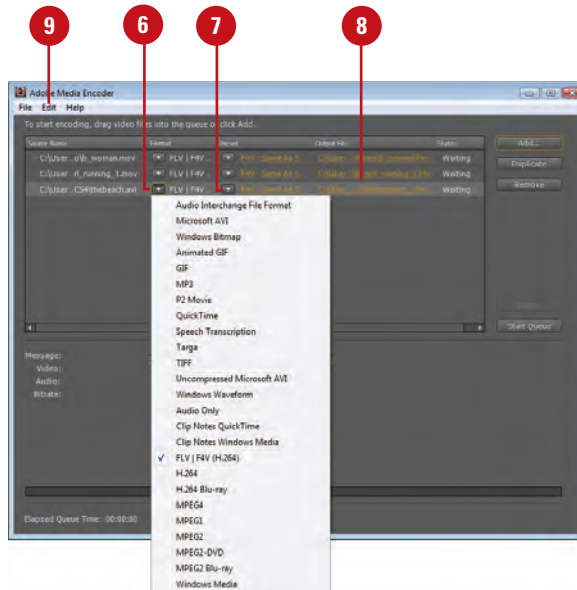 9 6 7 8
Adobe Media Encoder
File Edit Help
To start encoding, drag video files into the queue or click Add..
Source Name Format Preset Output File Status
Add...
C:\User...o\b_woman.mov FLV | F4V... F4V - Same As S... Waiting
Duplicate
C:\User...rl_running_1.mov FLV | F4V... Waiting
Remove
C:\User...CS4\thebeach.avi FLV | F4V... Waiting
Audio Interchange File Format
Microsoft AVI
Windows Bitmap
Animated GIF
GIF
MP3
P2 Movie
QuickTime
Start Queue
Speech Transcription
Targa
Message:
TIFF
Video:
Uncompressed Microsoft AVI
Audio:
Windows Waveform
Bitrate:
Audio Only
Clip Notes QuickTime
Clip Notes Windows Media
FLV | F4V (H.264)
H.264
H.264 Blu-ray
MPEG4
Elapsed Queue Time: 00:00:00
MPEG1
MPEG2
MPEG2-DVD
MPEG2 Blu-ray
Windows Media